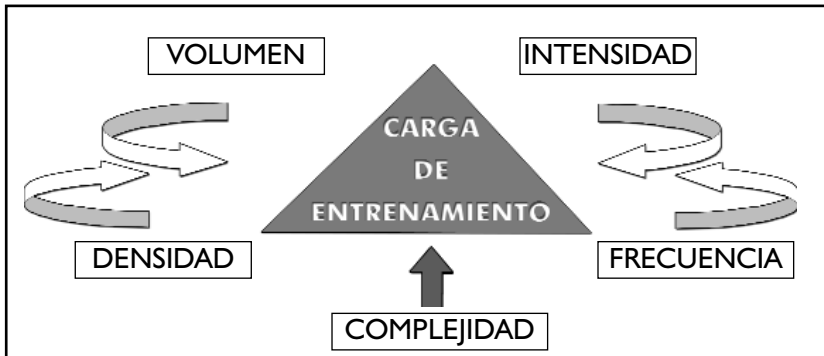 VOLUMEN
INTENSIDAD
CARGA
DE
ENTRENAMIENTO
DENSIDAD
FRECUENCIA
COMPLEJIDAD